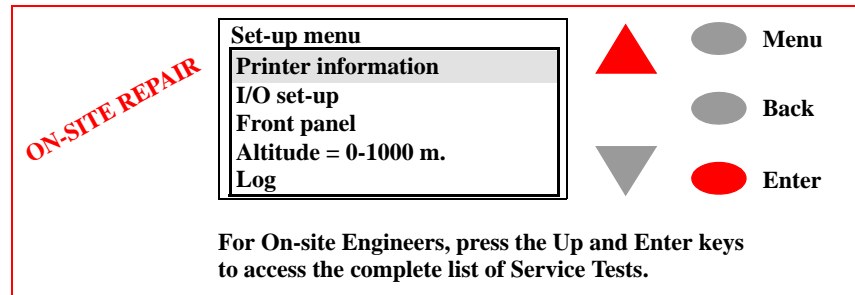 ON-SITE REPAIR
Set-up menu
Printer information
I/O set-up
Front panel
Altitude = 0-1000 m.
Log
Menu
Back
Enter
For On-site Engineers, press the Up and Enter keys
to access the complete list of Service Tests.